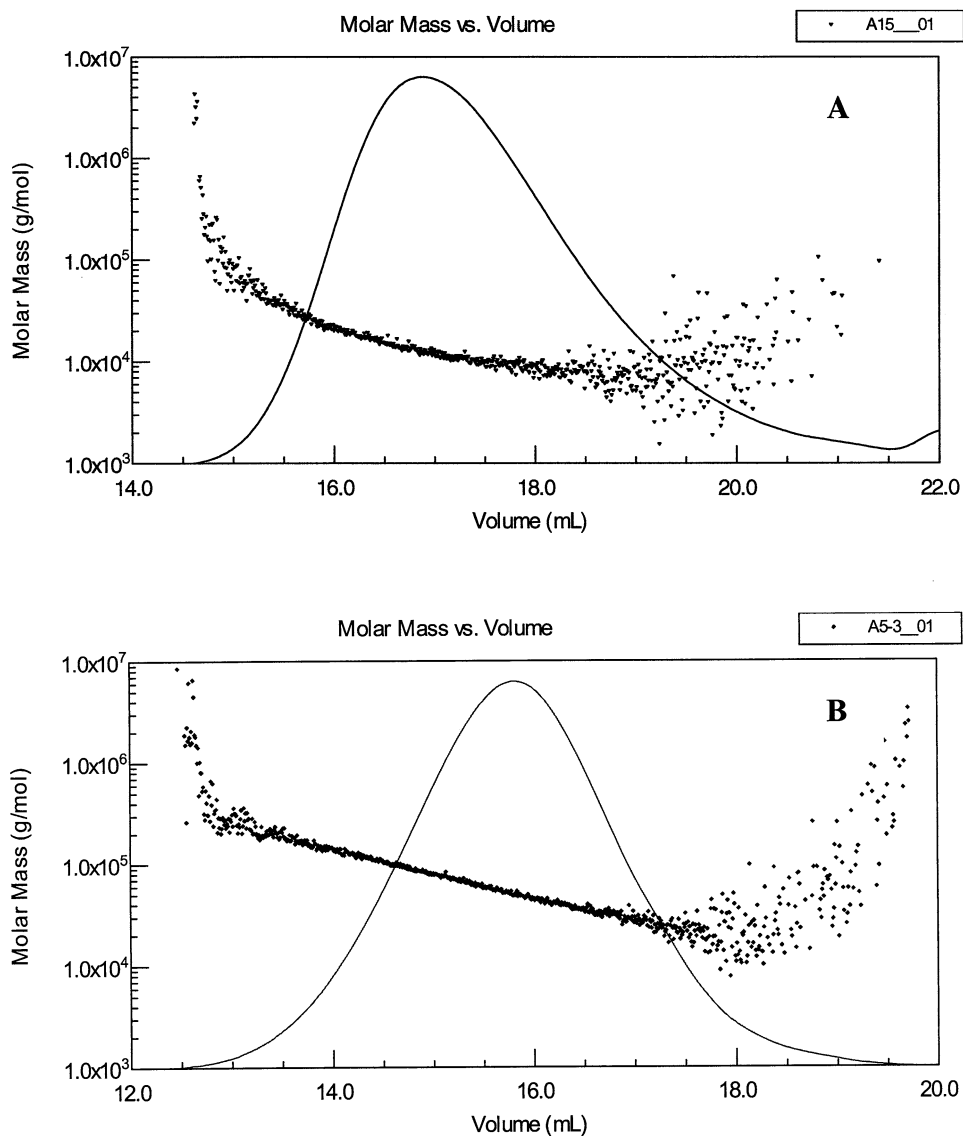 Molar Mass vs. Volume
A15___01
A
Molar Mass (g/mol)
1.0x10⁷
1.0x10⁶
1.0x10⁵
1.0x10⁴
1.0x10³
14.0 16.0 18.0 20.0 22.0
Volume (mL)
Molar Mass vs. Volume
A5-3__01
B
Molar Mass (g/mol)
1.0x10⁷
1.0x10⁶
1.0x10⁵
1.0x10⁴
1.0x10³
12.0 14.0 16.0 18.0 20.0
Volume (mL)